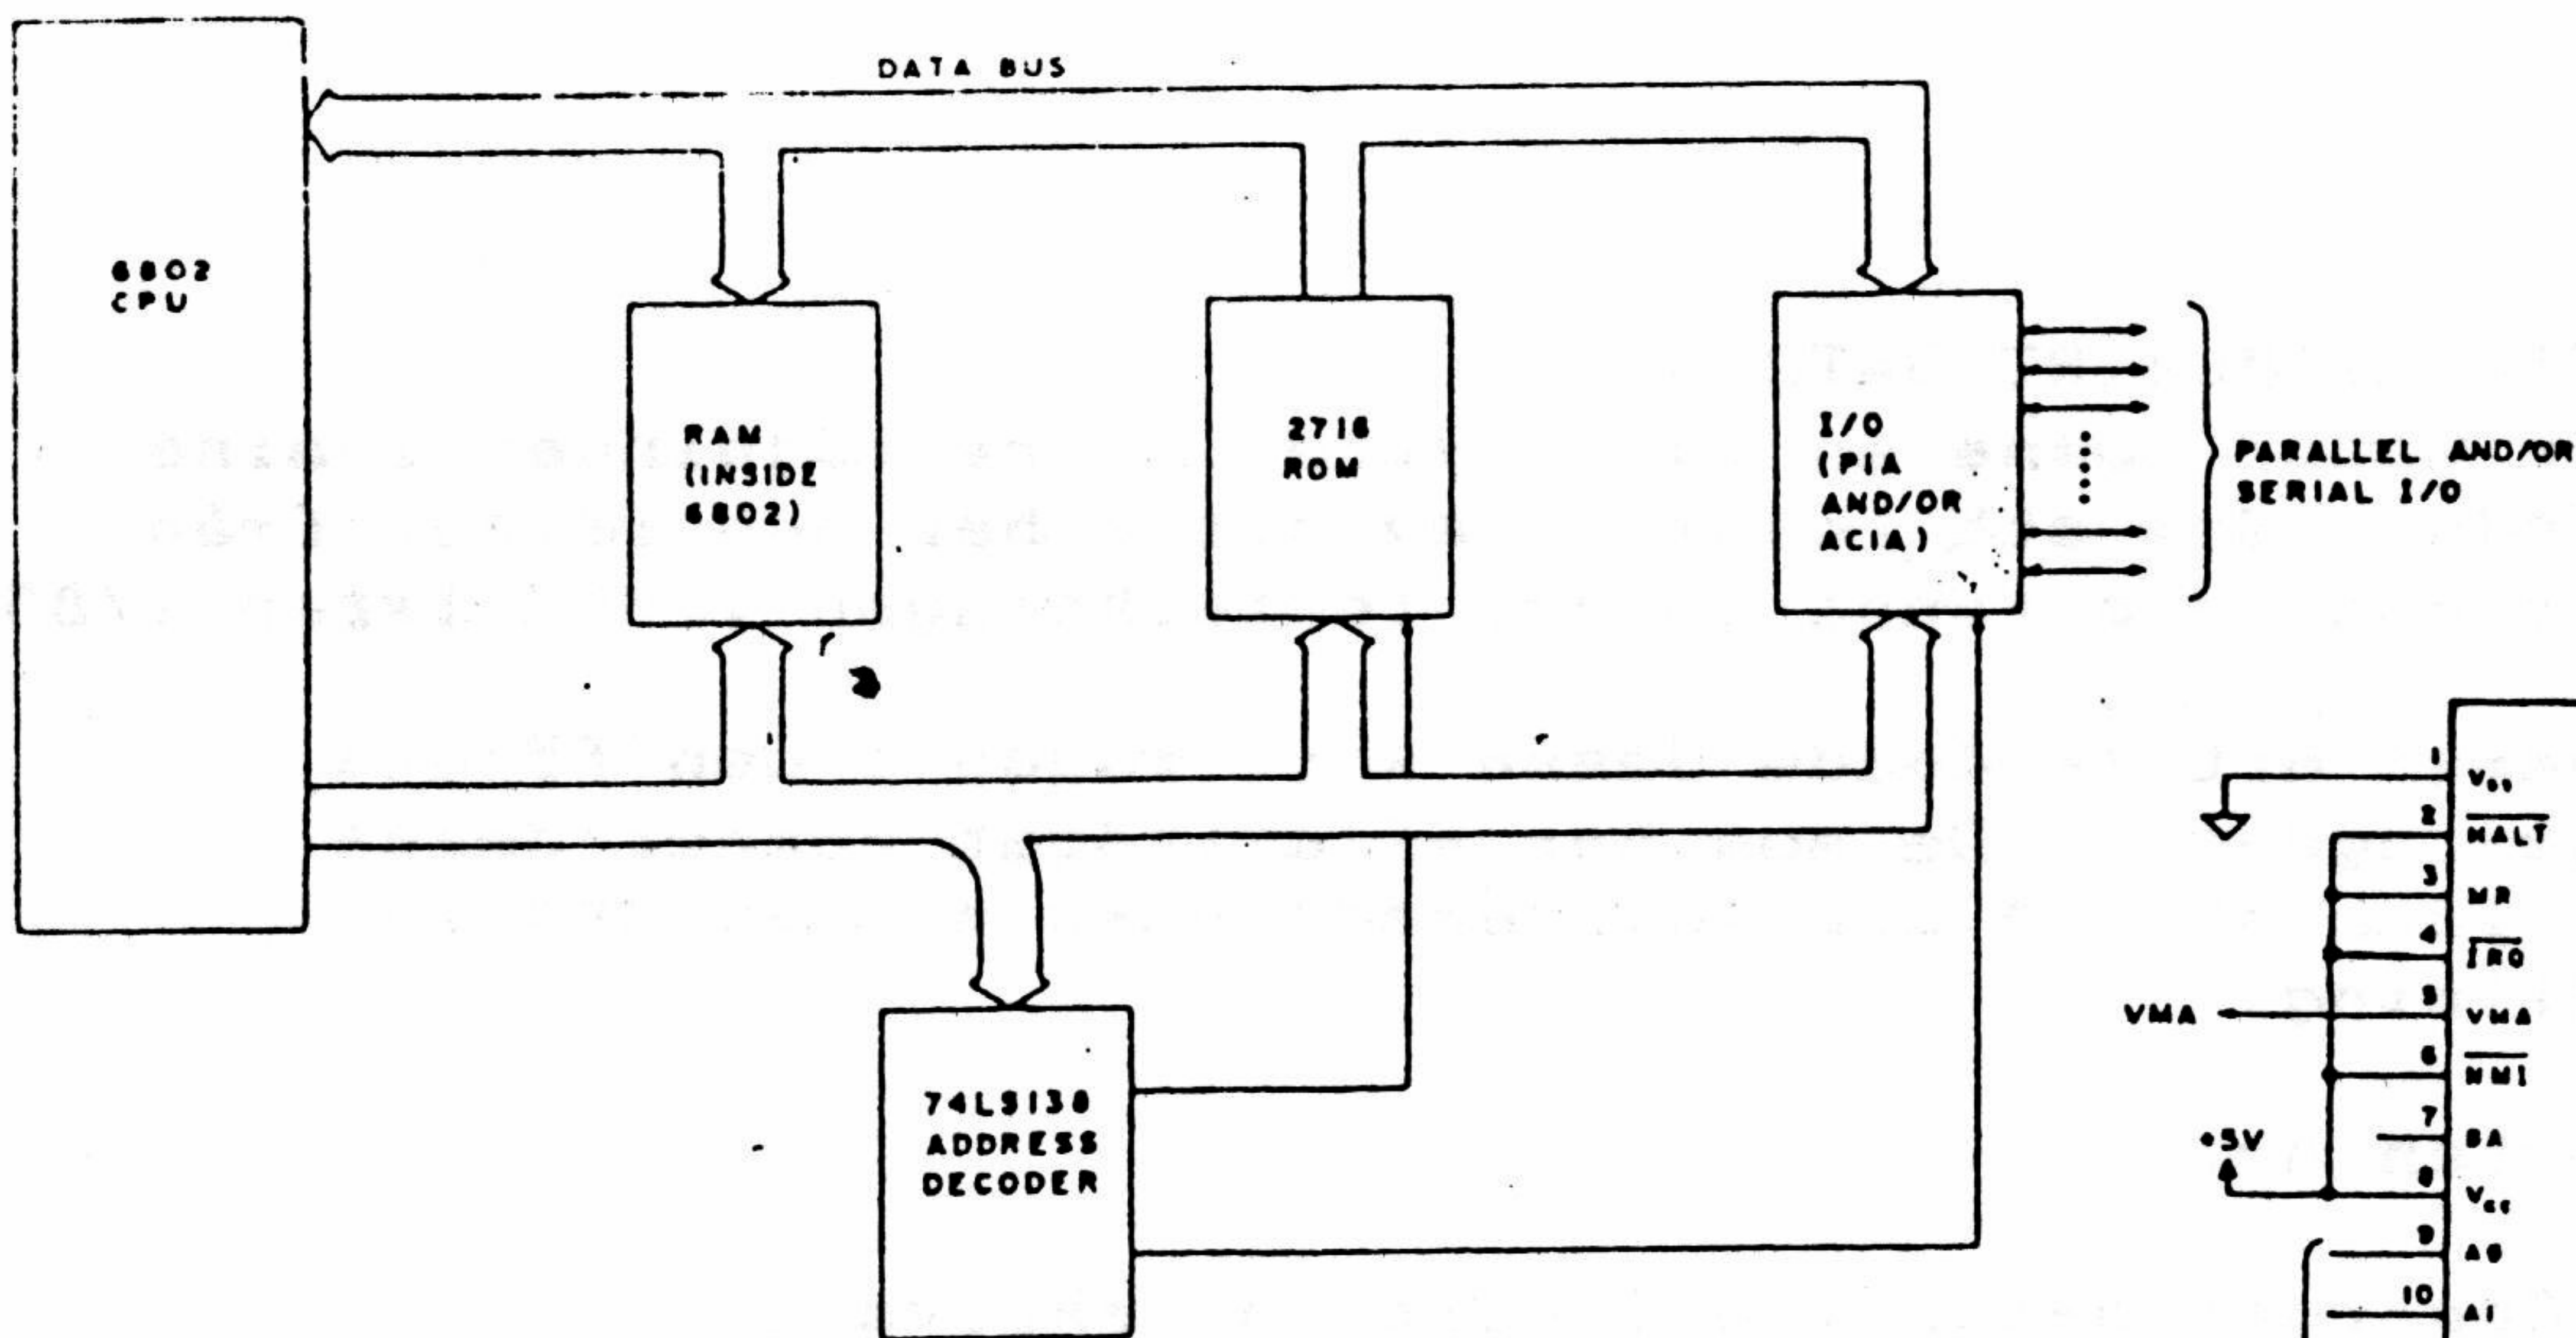 DATA BUS
6802
CPU
RAM
(INSIDE
6802)
2716
ROM
I/O
(PIA
AND/OR
ACIA)
PARALLEL AND/OR
SERIAL I/O
74LS138
ADDRESS
DECODER
1
2 HALT
3 MR
4 IRQ
VMA 5 VMA
6 NMI
7 BA
+5V
8 Vcc
9 A0
10 A1